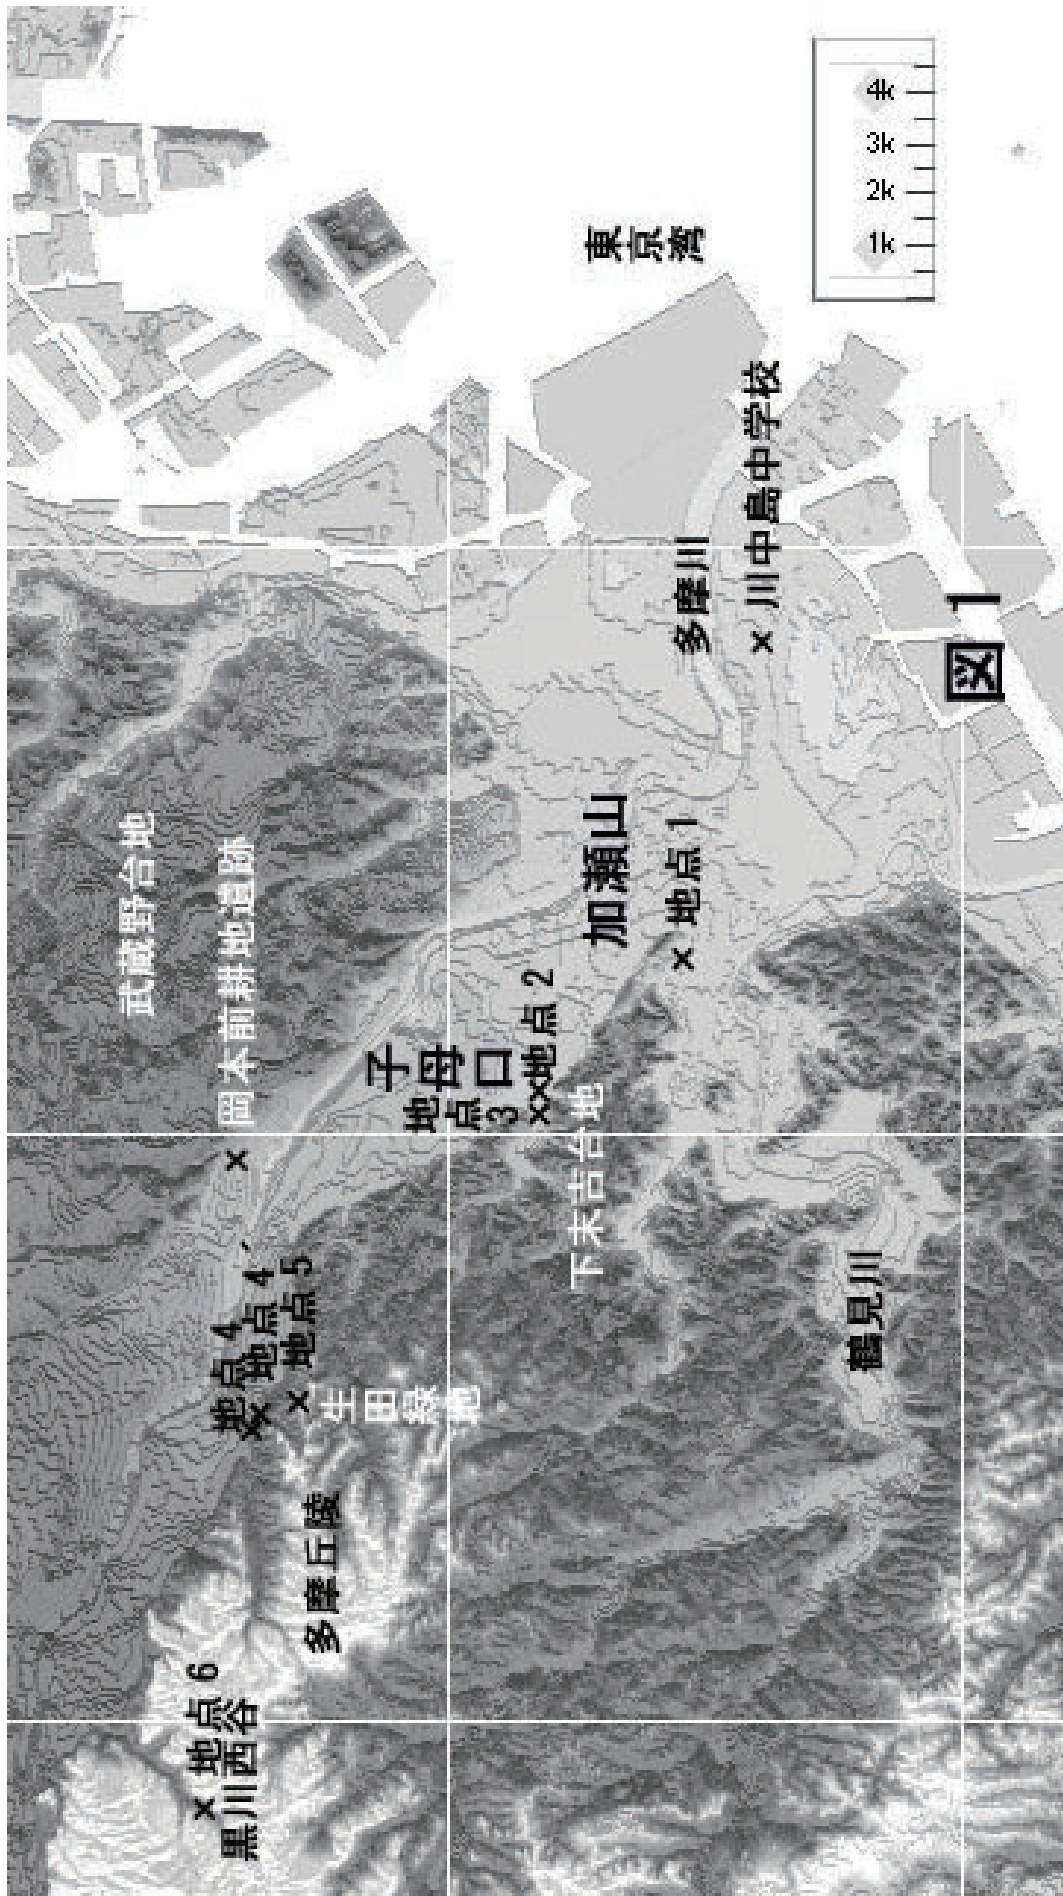 武蔵野台地
岡本前耕地遺跡
東京湾
1k 2k 3k 4k
黒川西谷
地点 6
多摩丘陵
地点 4
地点 4´
地点 5
生田緑地
子母口
地点 3
地点 2
下末吉台地
加瀬山
地点 1
多摩川
川中島中学校
鶴見川
図 1